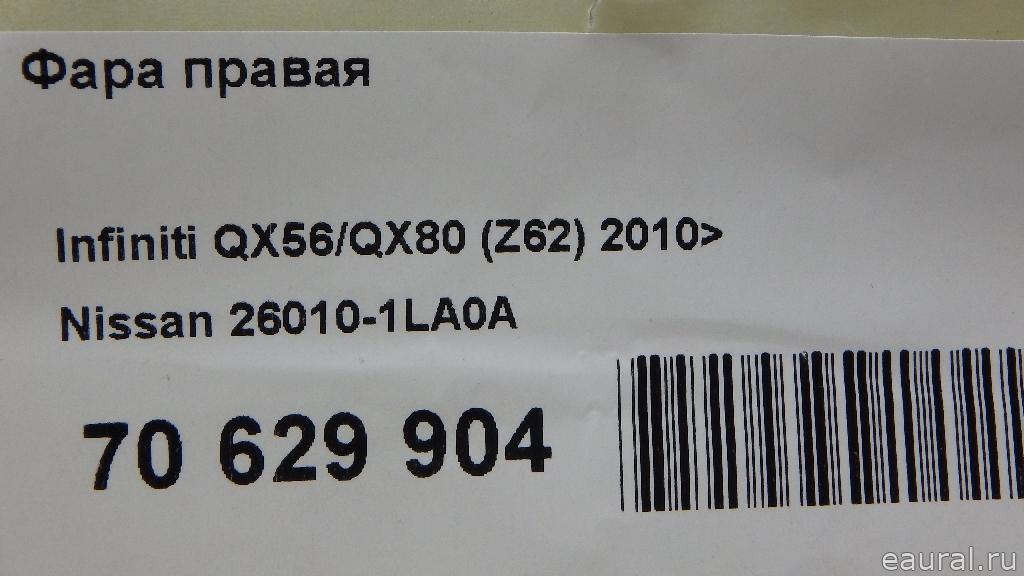 Фара правая
Infiniti QX56/QX80 (Z62) 2010>
Nissan 26010-1LA0A
70 629 904
eaural.ru